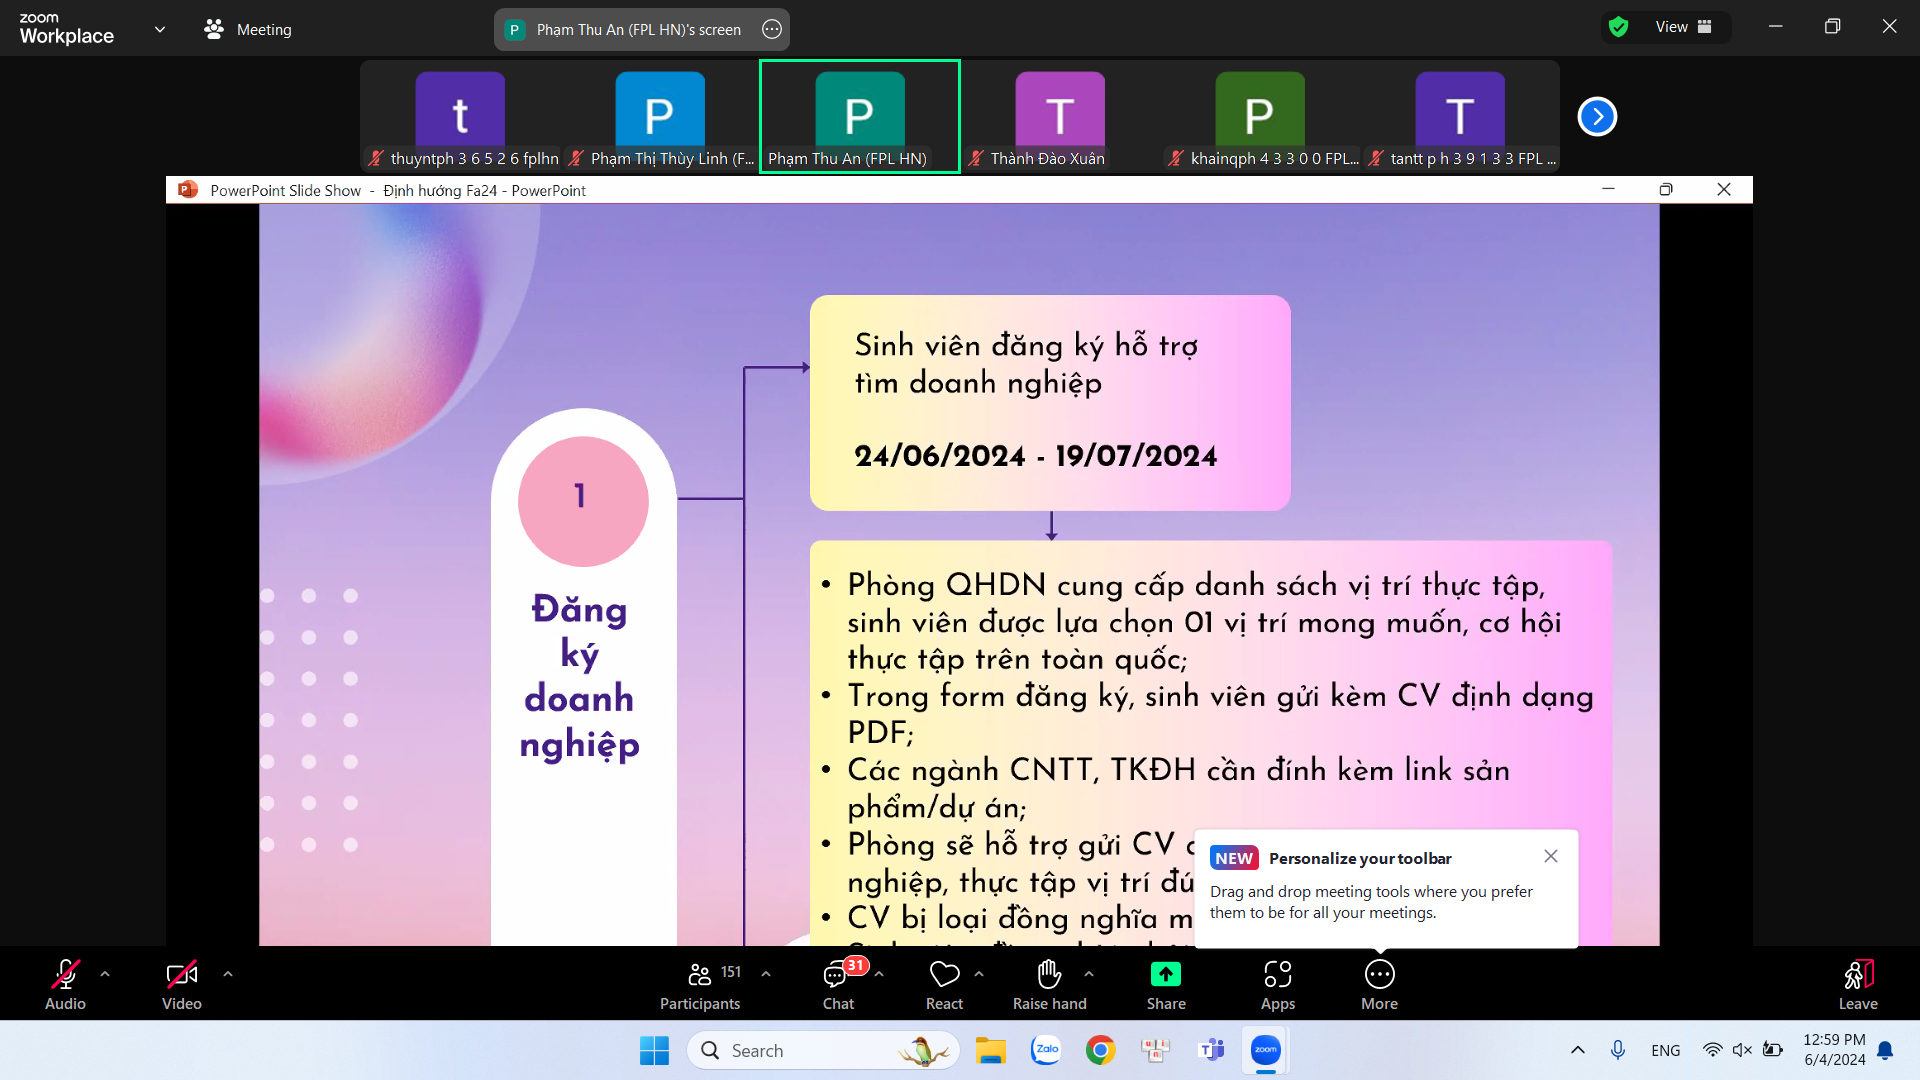 zoom
Workplace
Meeting
P Phạm Thu An (FPL HN)'s screen
View
t
P
P
T
P
T
thuyntph 3 6 5 2 6 fplhn
Phạm Thị Thùy Linh (F...
Phạm Thu An (FPL HN)
Thành Đào Xuân
khainqph 4 3 3 0 0 FPL...
tantt p h 3 9 1 3 3 FPL ...
PowerPoint Slide Show - Định hướng Fa24 - PowerPoint
Sinh viên đăng ký hỗ trợ
tìm doanh nghiệp
24/06/2024 - 19/07/2024
1
Đăng
ký
doanh
nghiệp
• Phòng QHDN cung cấp danh sách vị trí thực tập,
sinh viên được lựa chọn 01 vị trí mong muốn, cơ hội
thực tập trên toàn quốc;
• Trong form đăng ký, sinh viên gửi kèm CV định dạng
PDF;
• Các ngành CNTT, TKĐH cần đính kèm link sản
phẩm/dự án;
• Phòng sẽ hỗ trợ gửi CV
nghiệp, thực tập vị trí
• CV bị loại đồng nghĩa
NEW Personalize your toolbar
Drag and drop meeting tools where you prefer
them to be for all your meetings.
Audio
Video
151
Participants
31
Chat
React
Raise hand
Share
Apps
More
Leave
Search
Zalo
zoom
ENG
12:59 PM
6/4/2024